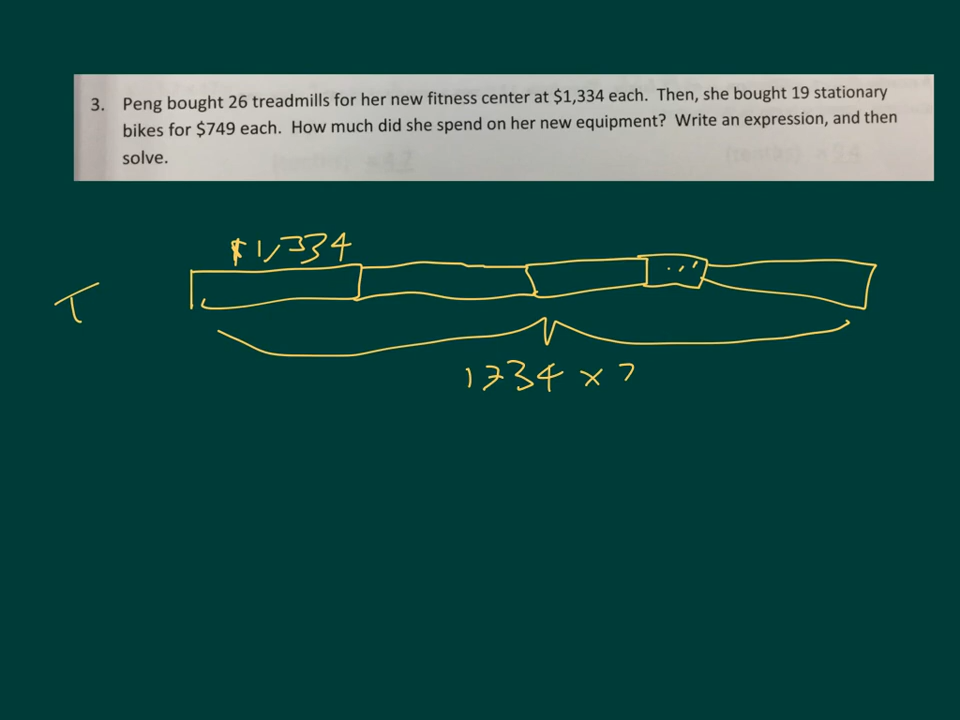 3. Peng bought 26 treadmills for her new fitness center at $1,334 each. Then, she bought 19 stationary
bikes for $749 each. How much did she spend on her new equipment? Write an expression, and then
solve.
$1,334
...
T
1334 x 2